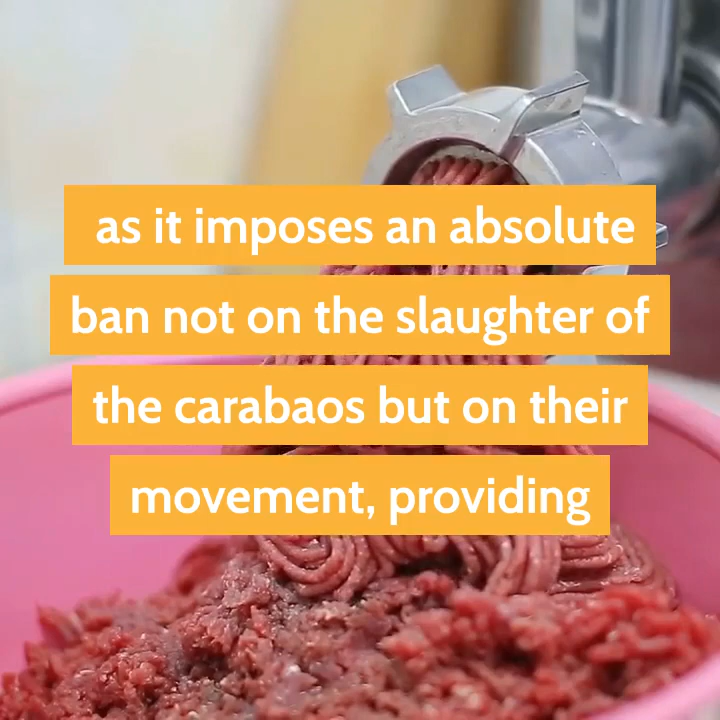 as it imposes an absolute
ban not on the slaughter of
the carabaos but on their
movement, providing